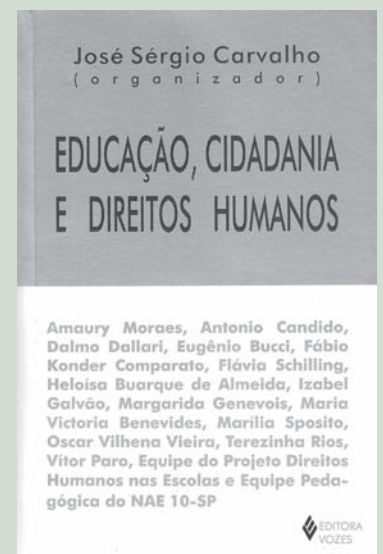 José Sérgio Carvalho
(organizador)
EDUCAÇÃO, CIDADANIA
E DIREITOS HUMANOS
Amaury Moraes, Antonio Candido,
Dalmo Dallari, Eugênio Bucci, Fábio
Konder Comparato, Flávia Schilling,
Heloísa Buarque de Almeida, Izabel
Galvão, Margarida Genevois, Maria
Victoria Benevides, Marília Sposito,
Oscar Vilhena Vieira, Terezinha Rios,
Vítor Paro, Equipe do Projeto Direitos
Humanos nas Escolas e Equipe Peda-
gógica do NAE 10-SP
EDITORA
VOZES